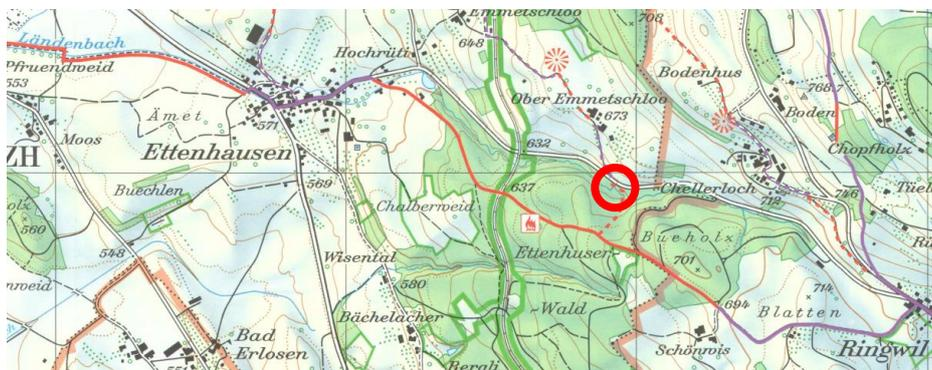 Emmetschloo
708
Ländenbach
648
Hochrüti
Pfruendweid
553
Bodenhus
768.7
Ober Emmetschloo
673
Boden
Ämet
571
Moos
632
Chopfholz
ZH
Ettenhausen
569
637
Chellerloch
712
746
Buechlen
Chalberweid
560
Bueholz
548
Wisental
Ettenhuser
701
580
714
694
Wald
Blatten
Bächelacher
Bad
Erlosen
Schönwis
Ringwil